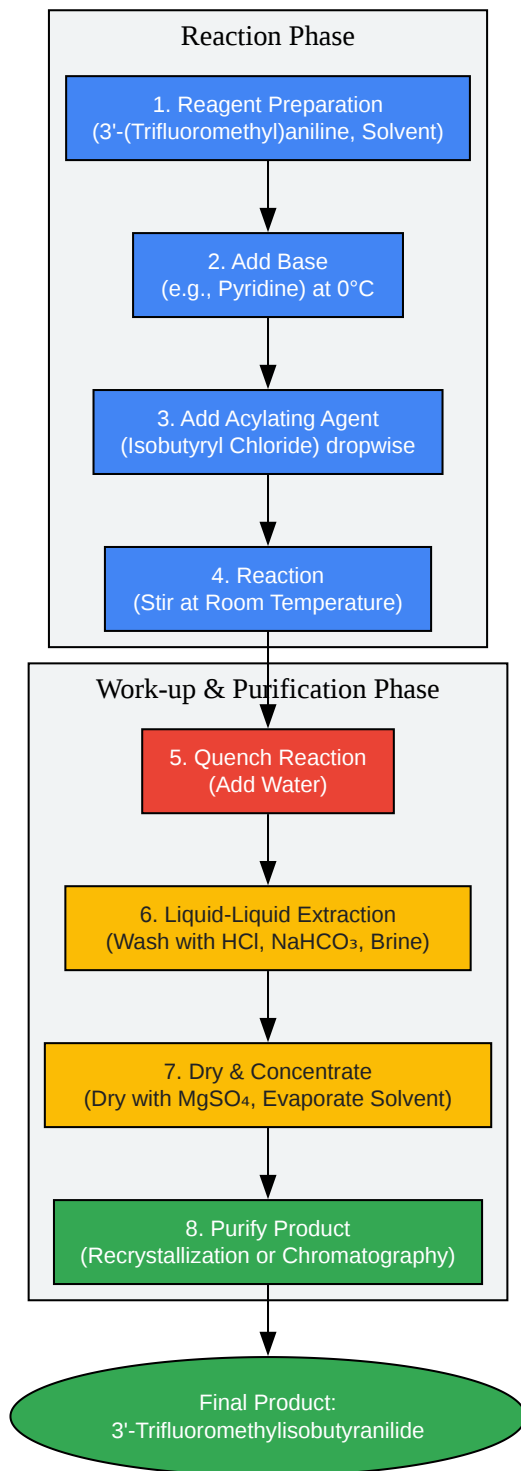 Reaction Phase
1. Reagent Preparation
(3'-(Trifluoromethyl)aniline, Solvent)
2. Add Base
(e.g., Pyridine) at 0°C
3. Add Acylating Agent
(Isobutyryl Chloride) dropwise
4. Reaction
(Stir at Room Temperature)
Work-up & Purification Phase
5. Quench Reaction
(Add Water)
6. Liquid-Liquid Extraction
(Wash with HCl, NaHCO₃, Brine)
7. Dry & Concentrate
(Dry with MgSO₄, Evaporate Solvent)
8. Purify Product
(Recrystallization or Chromatography)
Final Product:
3'-Trifluoromethylisobutyranilide